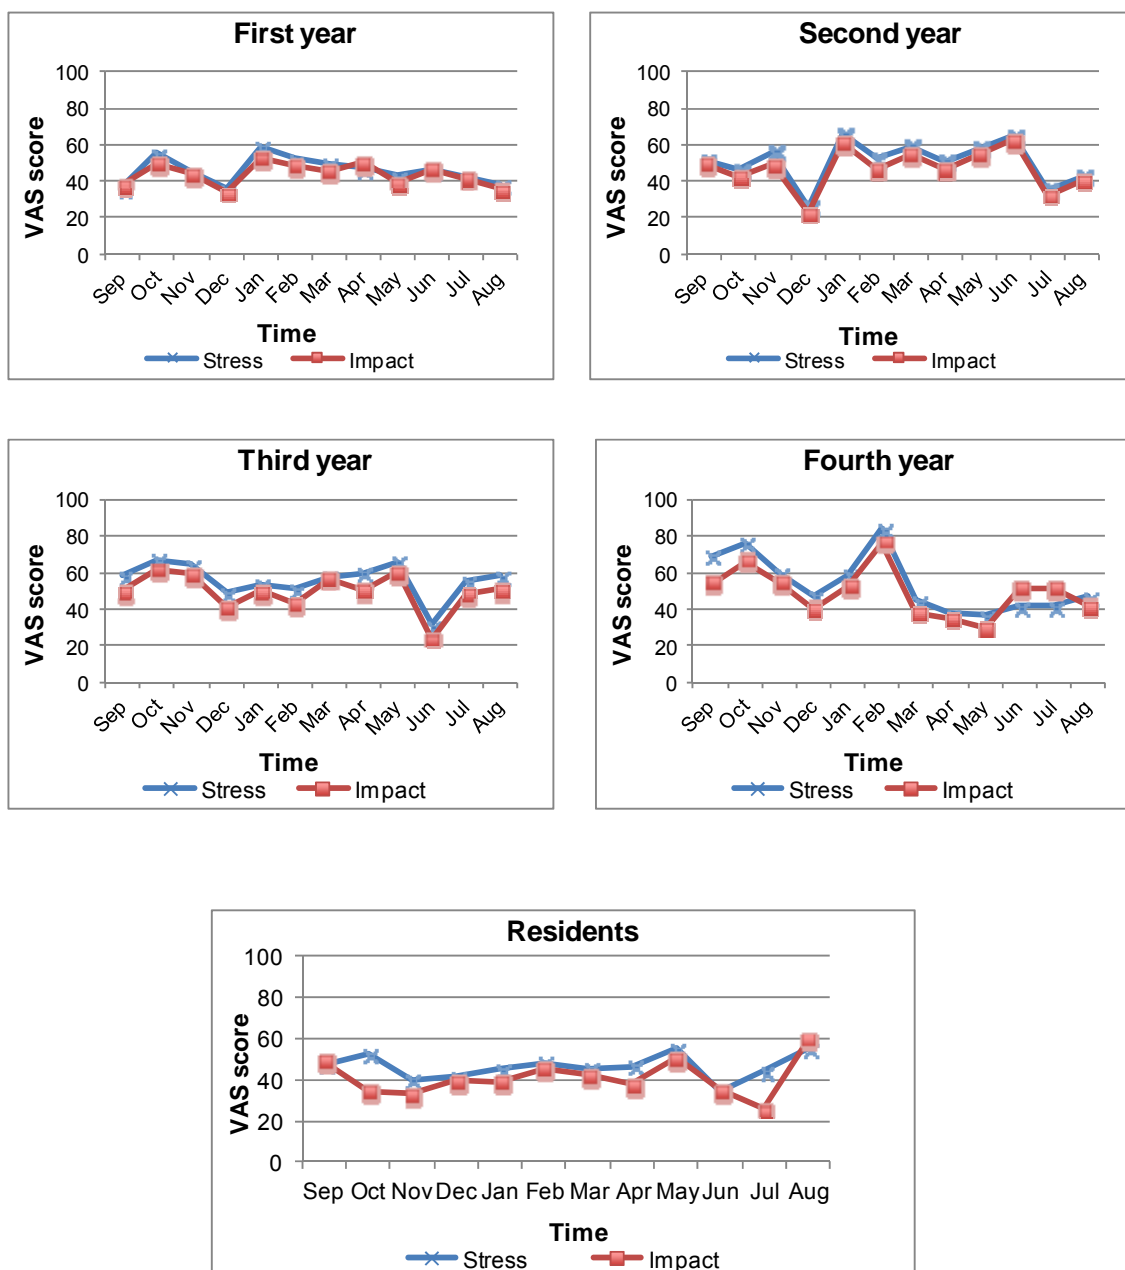 First year
100
80
60
40
20
0
VAS score
Sep Oct Nov Dec Jan Feb Mar Apr May Jun Jul Aug
Time
Stress Impact
Second year
100
80
60
40
20
0
VAS score
Sep Oct Nov Dec Jan Feb Mar Apr May Jun Jul Aug
Time
Stress Impact
Third year
100
80
60
40
20
0
VAS score
Sep Oct Nov Dec Jan Feb Mar Apr May Jun Jul Aug
Time
Stress Impact
Fourth year
100
80
60
40
20
0
VAS score
Sep Oct Nov Dec Jan Feb Mar Apr May Jun Jul Aug
Time
Stress Impact
Residents
100
80
60
40
20
0
VAS score
Sep Oct Nov Dec Jan Feb Mar Apr May Jun Jul Aug
Time
Stress Impact